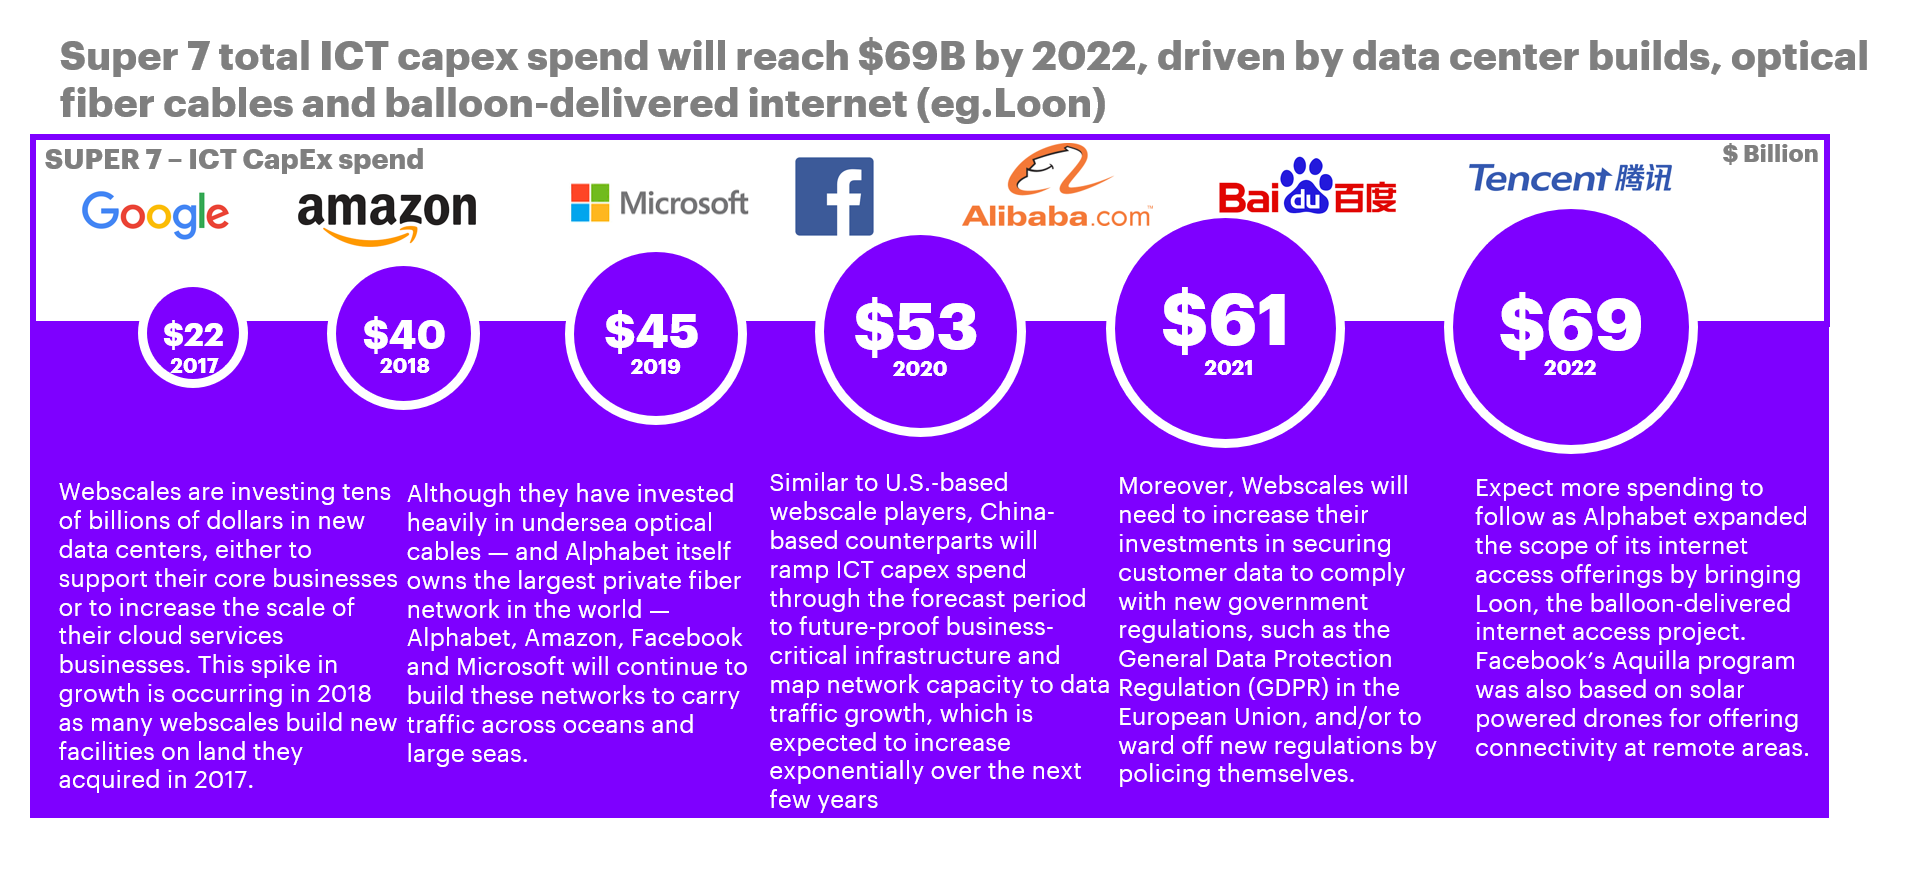 Super 7 total ICT capex spend will reach $69B by 2022, driven by data center builds, optical
fiber cables and balloon-delivered internet (eg.Loon)
SUPER 7 – ICT CapEx spend
$ Billion
Google
amazon
Microsoft
f
Alibaba.com™
Bai du 百度
Tencent 腾讯
$22
2017
$40
2018
$45
2019
$53
2020
$61
2021
$69
2022
Webscales are investing tens
of billions of dollars in new
data centers, either to
support their core businesses
or to increase the scale of
their cloud services
businesses. This spike in
growth is occurring in 2018
as many webscales build new
facilities on land they
acquired in 2017.
Although they have invested
heavily in undersea optical
cables — and Alphabet itself
owns the largest private fiber
network in the world —
Alphabet, Amazon, Facebook
and Microsoft will continue to
build these networks to carry
traffic across oceans and
large seas.
Similar to U.S.-based
webscale players, China-
based counterparts will
ramp ICT capex spend
through the forecast period
to future-proof business-
critical infrastructure and
map network capacity to data
traffic growth, which is
expected to increase
exponentially over the next
few years
Moreover, Webscales will
need to increase their
investments in securing
customer data to comply
with new government
regulations, such as the
General Data Protection
Regulation (GDPR) in the
European Union, and/or to
ward off new regulations by
policing themselves.
Expect more spending to
follow as Alphabet expanded
the scope of its internet
access offerings by bringing
Loon, the balloon-delivered
internet access project.
Facebook’s Aquilla program
was also based on solar
powered drones for offering
connectivity at remote areas.